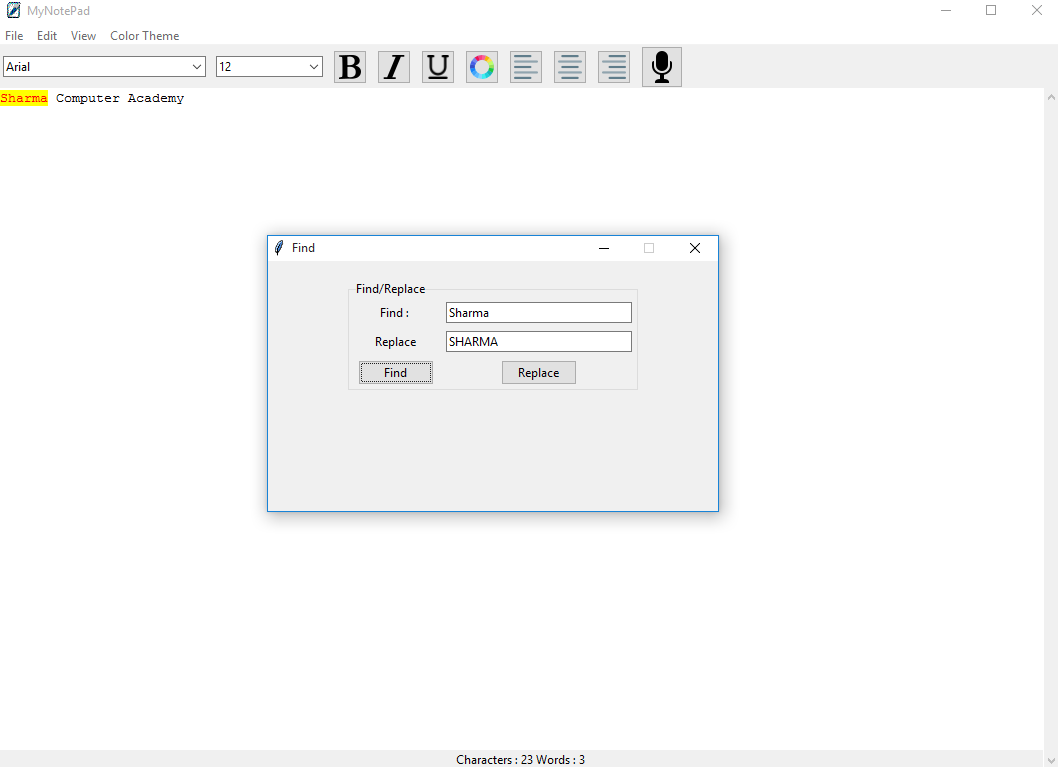 MyNotePad
File Edit View Color Theme
Arial 12 B I U
Sharma Computer Academy
Find
Find/Replace
Find : Sharma
Replace SHARMA
Find Replace
Characters : 23 Words : 3